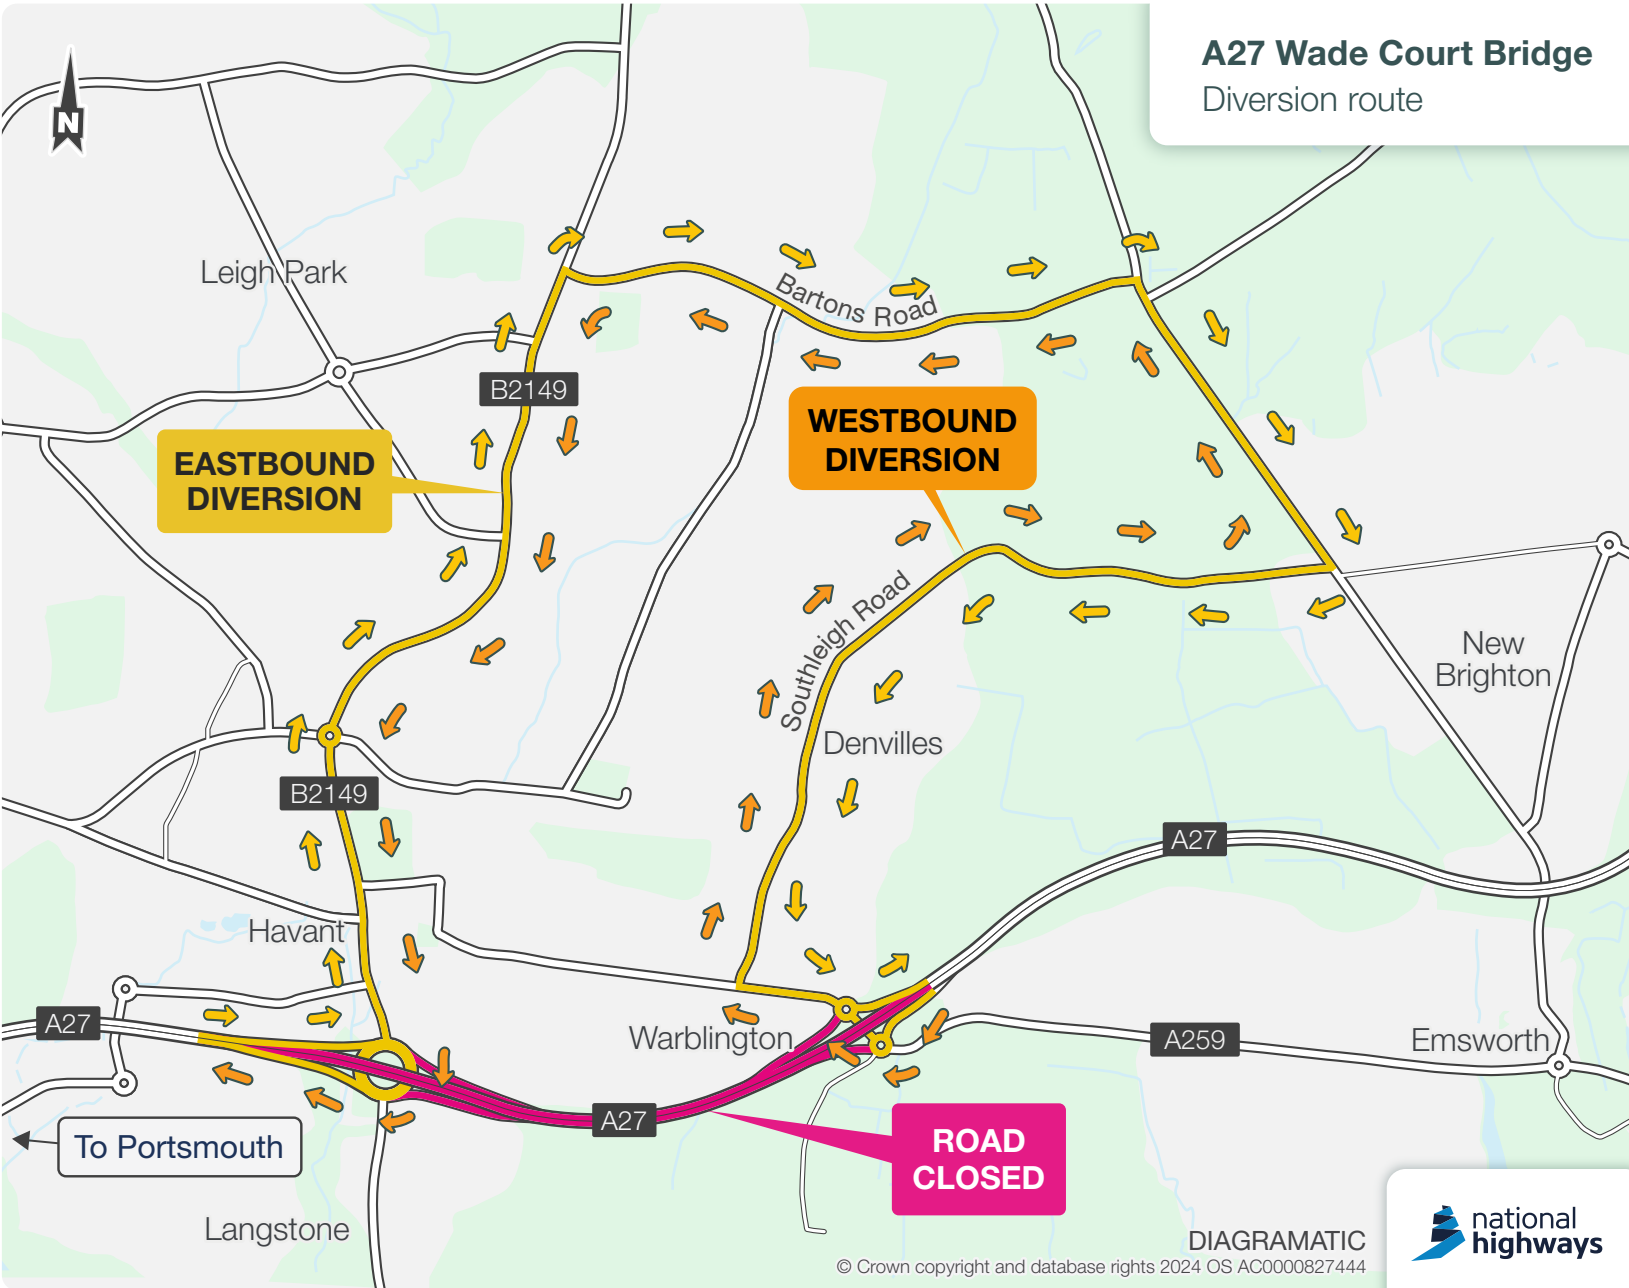 A27 Wade Court Bridge
Diversion route
N
Leigh Park
Bartons Road
B2149
WESTBOUND
DIVERSION
EASTBOUND
DIVERSION
Southleigh Road
New
Brighton
Denvilles
B2149
A27
Havant
A27
Warblington
A259
Emsworth
A27
To Portsmouth
ROAD
CLOSED
Langstone
DIAGRAMATIC
© Crown copyright and database rights 2024 OS AC0000827444
national
highways